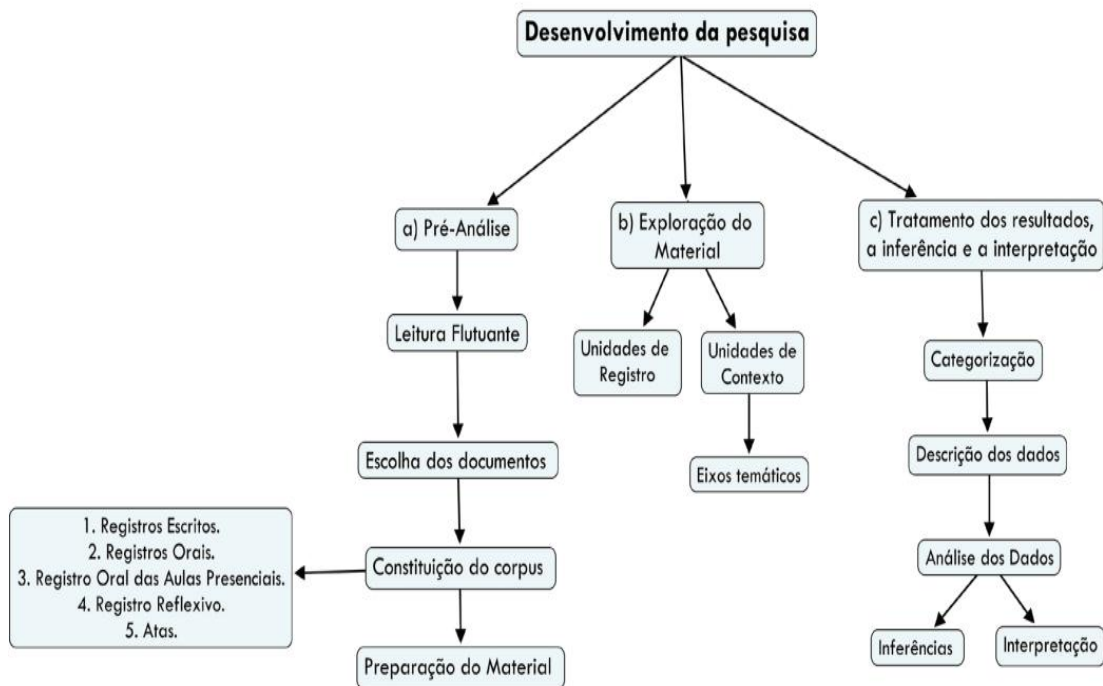 Desenvolvimento da pesquisa
a) Pré-Análise
Leitura Flutuante
Escolha dos documentos
Constituição do corpus
1. Registros Escritos.
2. Registros Orais.
3. Registro Oral das Aulas Presenciais.
4. Registro Reflexivo.
5. Atas.
Preparação do Material
b) Exploração do
Material
Unidades de
Registro
Unidades de
Contexto
Eixos temáticos
c) Tratamento dos resultados,
a inferência e a interpretação
Categorização
Descrição dos dados
Análise dos Dados
Inferências
Interpretação